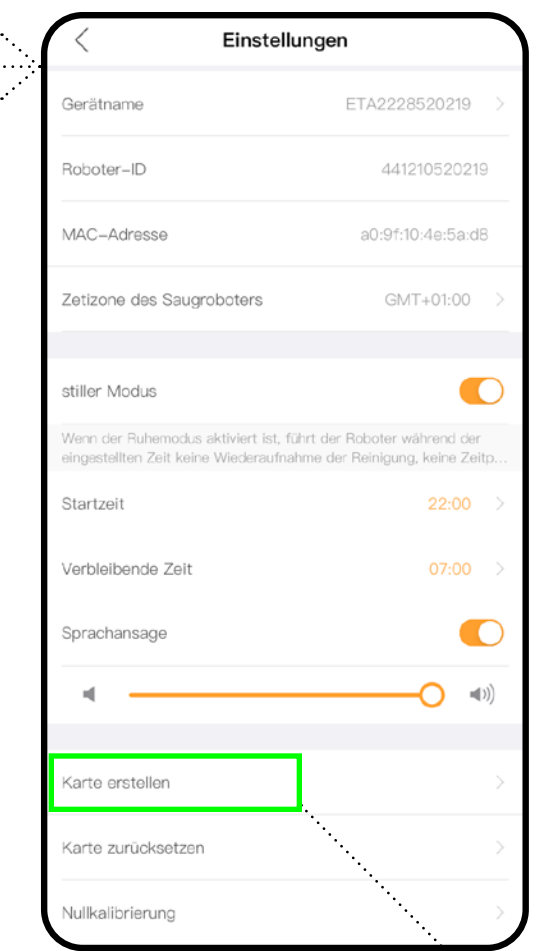 Einstellungen
Gerätname ETA2228520219
Roboter-ID 441210520219
MAC-Adresse a0:9f:10:4e:5a:d8
Zetizone des Saugroboters GMT+01:00
stiller Modus
Wenn der Ruhemodus aktiviert ist, führt der Roboter während der
eingestellten Zeit keine Wiederaufnahme der Reinigung, keine Zeitp...
Startzeit 22:00
Verbleibende Zeit 07:00
Sprachansage
Karte erstellen
Karte zurücksetzen
Nullkalibrierung